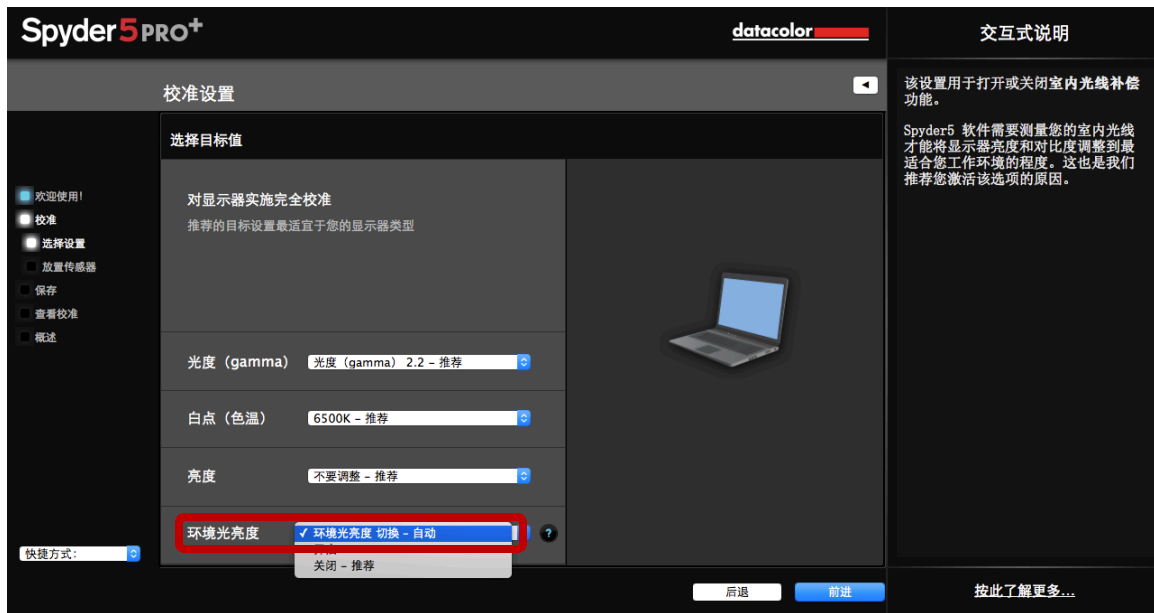 Spyder5PRO+
datacolor
交互式说明
校准设置
该设置用于打开或关闭室内光线补偿
功能。
Spyder5 软件需要测量您的室内光线
才能将显示器亮度和对比度调整到最
适合您工作环境的程度。这也是我们
推荐您激活该选项的原因。
选择目标值
欢迎使用!
校准
选择设置
放置传感器
保存
查看校准
概述
对显示器实施完全校准
推荐的目标设置最适宜于您的显示器类型
光度（gamma） 光度（gamma） 2.2 – 推荐
白点（色温） 6500K – 推荐
亮度 不要调整 – 推荐
环境光亮度 ✓ 环境光亮度 切换 – 自动
关闭 – 推荐
?
快捷方式:
后退
前进
按此了解更多...